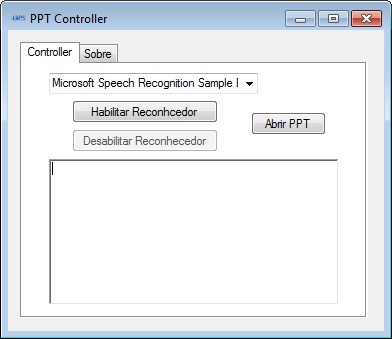 PPT Controller
Controller Sobre
Microsoft Speech Recognition Sample I
Habilitar Reconhcedor
Abrir PPT
Desabilitar Reconhecedor